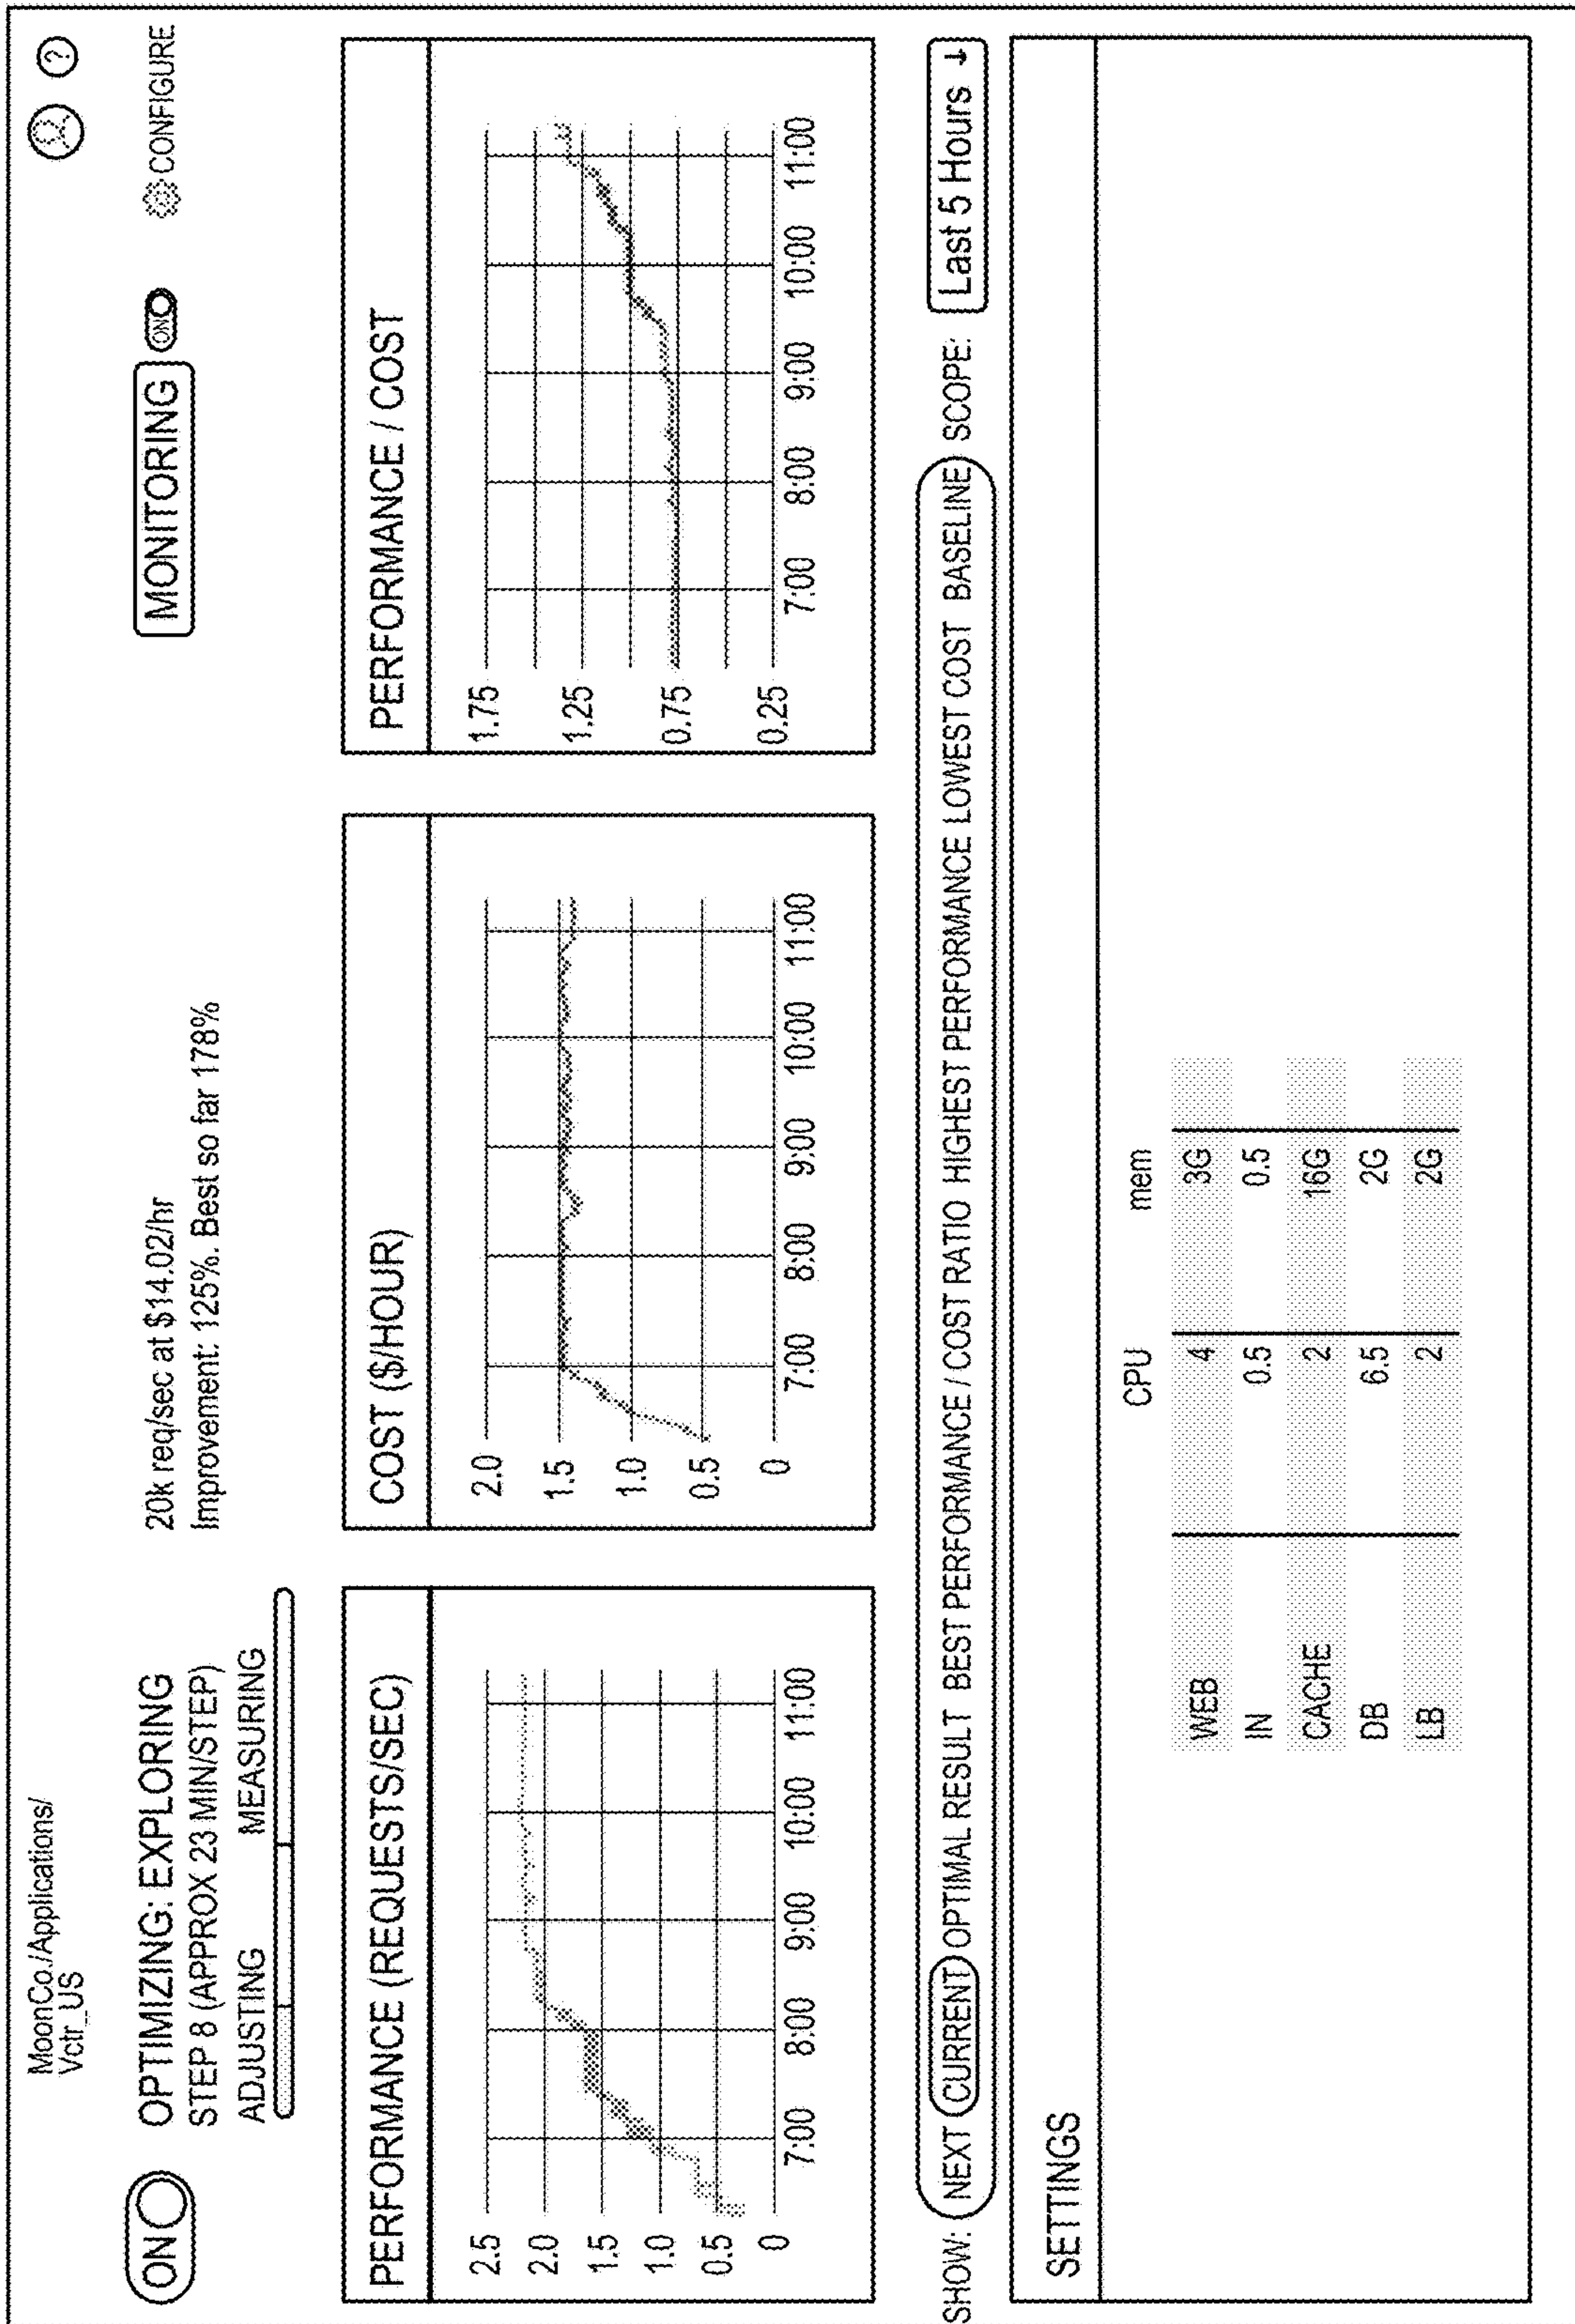 MoonCo./Applications/
Vctr_US
?
ON
OPTIMIZING: EXPLORING
STEP 8 (APPROX 23 MIN/STEP)
ADJUSTING MEASURING
20k req/sec at $14.02/hr
Improvement: 125%. Best so far 178%
MONITORING ON CONFIGURE
PERFORMANCE (REQUESTS/SEC)
2.5
2.0
1.5
1.0
0.5
0
7:00 8:00 9:00 10:00 11:00
COST ($/HOUR)
2.0
1.5
1.0
0.5
0
7:00 8:00 9:00 10:00 11:00
PERFORMANCE / COST
1.75
1.25
0.75
0.25
7:00 8:00 9:00 10:00 11:00
SHOW: NEXT CURRENT OPTIMAL RESULT BEST PERFORMANCE / COST RATIO HIGHEST PERFORMANCE LOWEST COST BASELINE SCOPE: Last 5 Hours ↓
SETTINGS
CPU mem
WEB 4 3G
IN 0.5 0.5
CACHE 2 16G
DB 6.5 2G
LB 2 2G